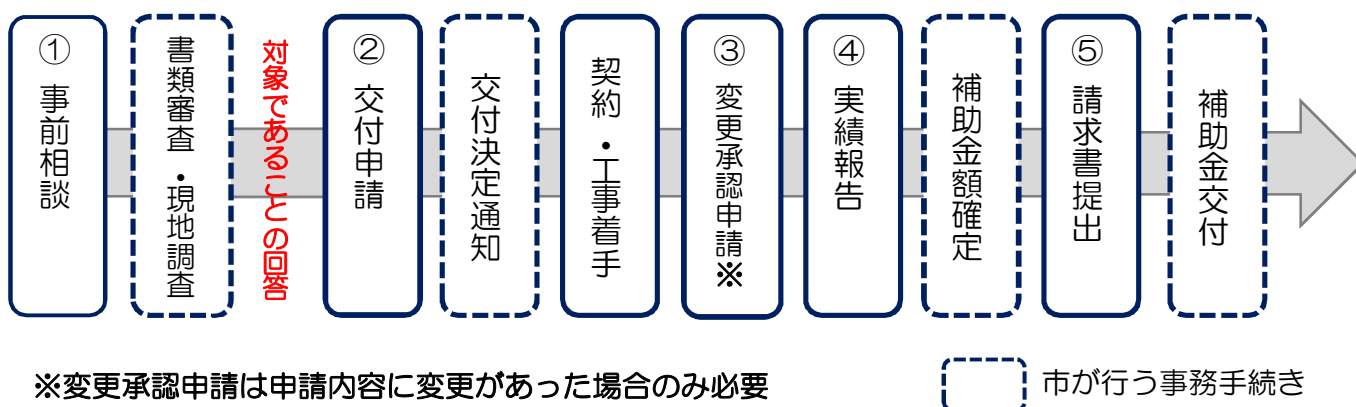 ① 事前相談
書類審査・現地調査
対象であることの回答
② 交付申請
交付決定通知
契約・工事着手
③ 変更承認申請※
④ 実績報告
補助金額確定
⑤ 請求書提出
補助金交付
※変更承認申請は申請内容に変更があった場合のみ必要
市が行う事務手続き